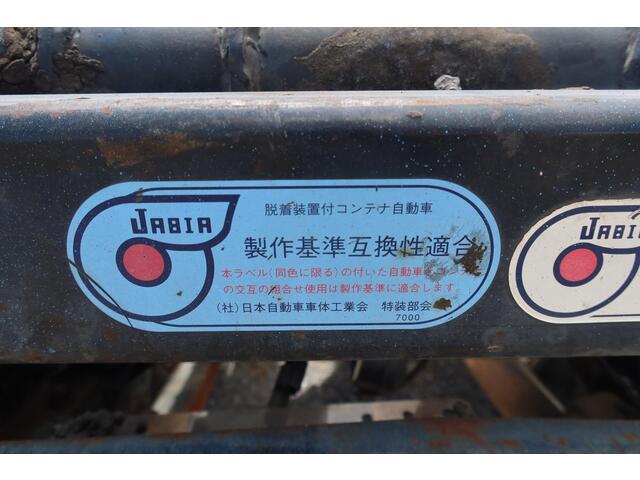 JABIA
脱着装置付コンテナ自動車
製作基準互換性適合
本ラベル(同色に限る)の付いた自動車
の交互の組合せ使用は製作基準に適合します。
(社)日本自動車車体工業会 特装部会
7000
JABIA